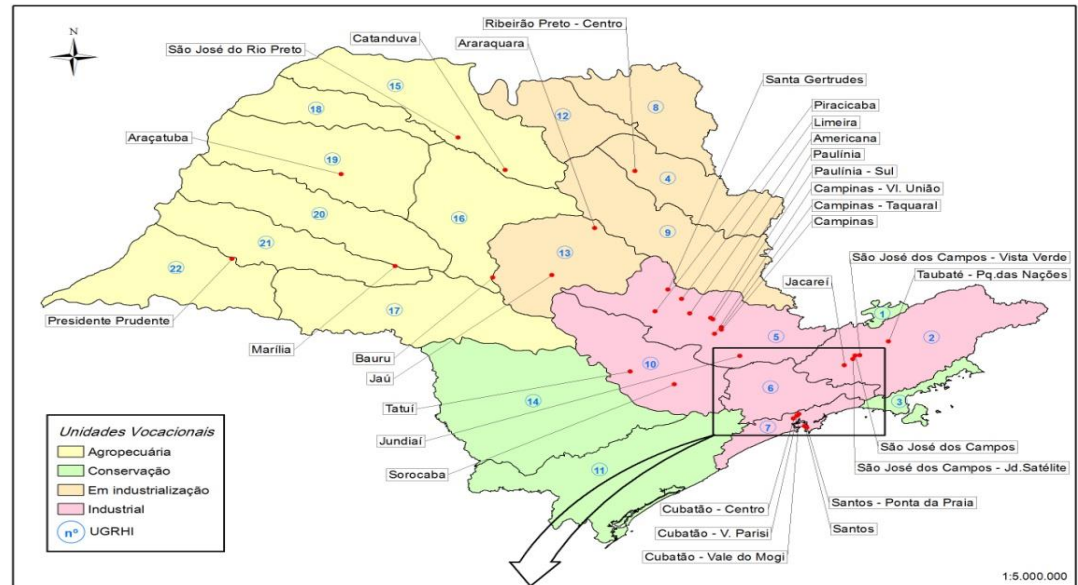 N
Ribeirão Preto - Centro
Catanduva
Araraquara
São José do Rio Preto
Santa Gertrudes
Piracicaba
Limeira
Americana
Paulínia
Paulínia - Sul
Campinas - Vl. União
Campinas - Taquaral
Campinas
Araçatuba
São José dos Campos - Vista Verde
Taubaté - Pq.das Nações
Jacareí
15
18
12
8
19
4
16
20
9
21
13
22
17
1
5
2
10
6
3
14
7
11
Presidente Prudente
Marília
Bauru
Jaú
Tatuí
Jundiaí
Sorocaba
São José dos Campos
São José dos Campos - Jd.Satélite
Santos - Ponta da Praia
Santos
Cubatão - Centro
Cubatão - V. Parisi
Cubatão - Vale do Mogi
Unidades Vocacionais
Agropecuária
Conservação
Em industrialização
Industrial
nº UGRHI
1:5.000.000